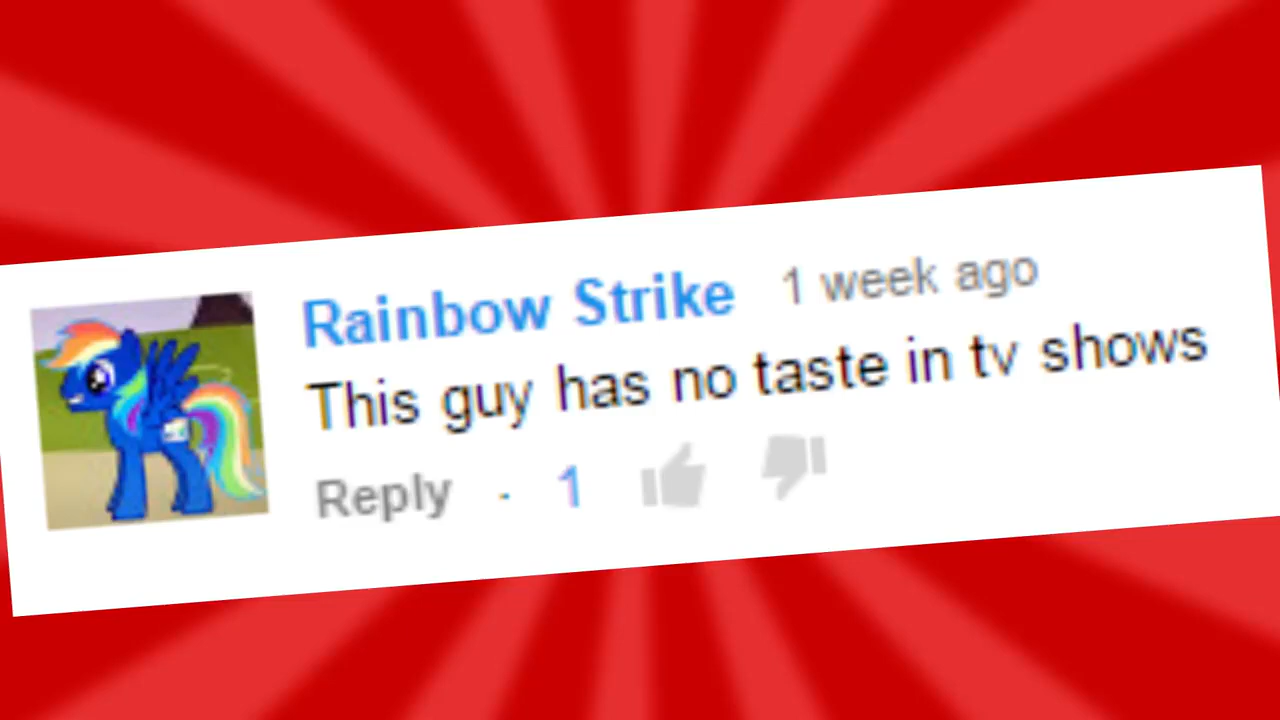 Rainbow Strike 1 week ago
This guy has no taste in tv shows
Reply · 1